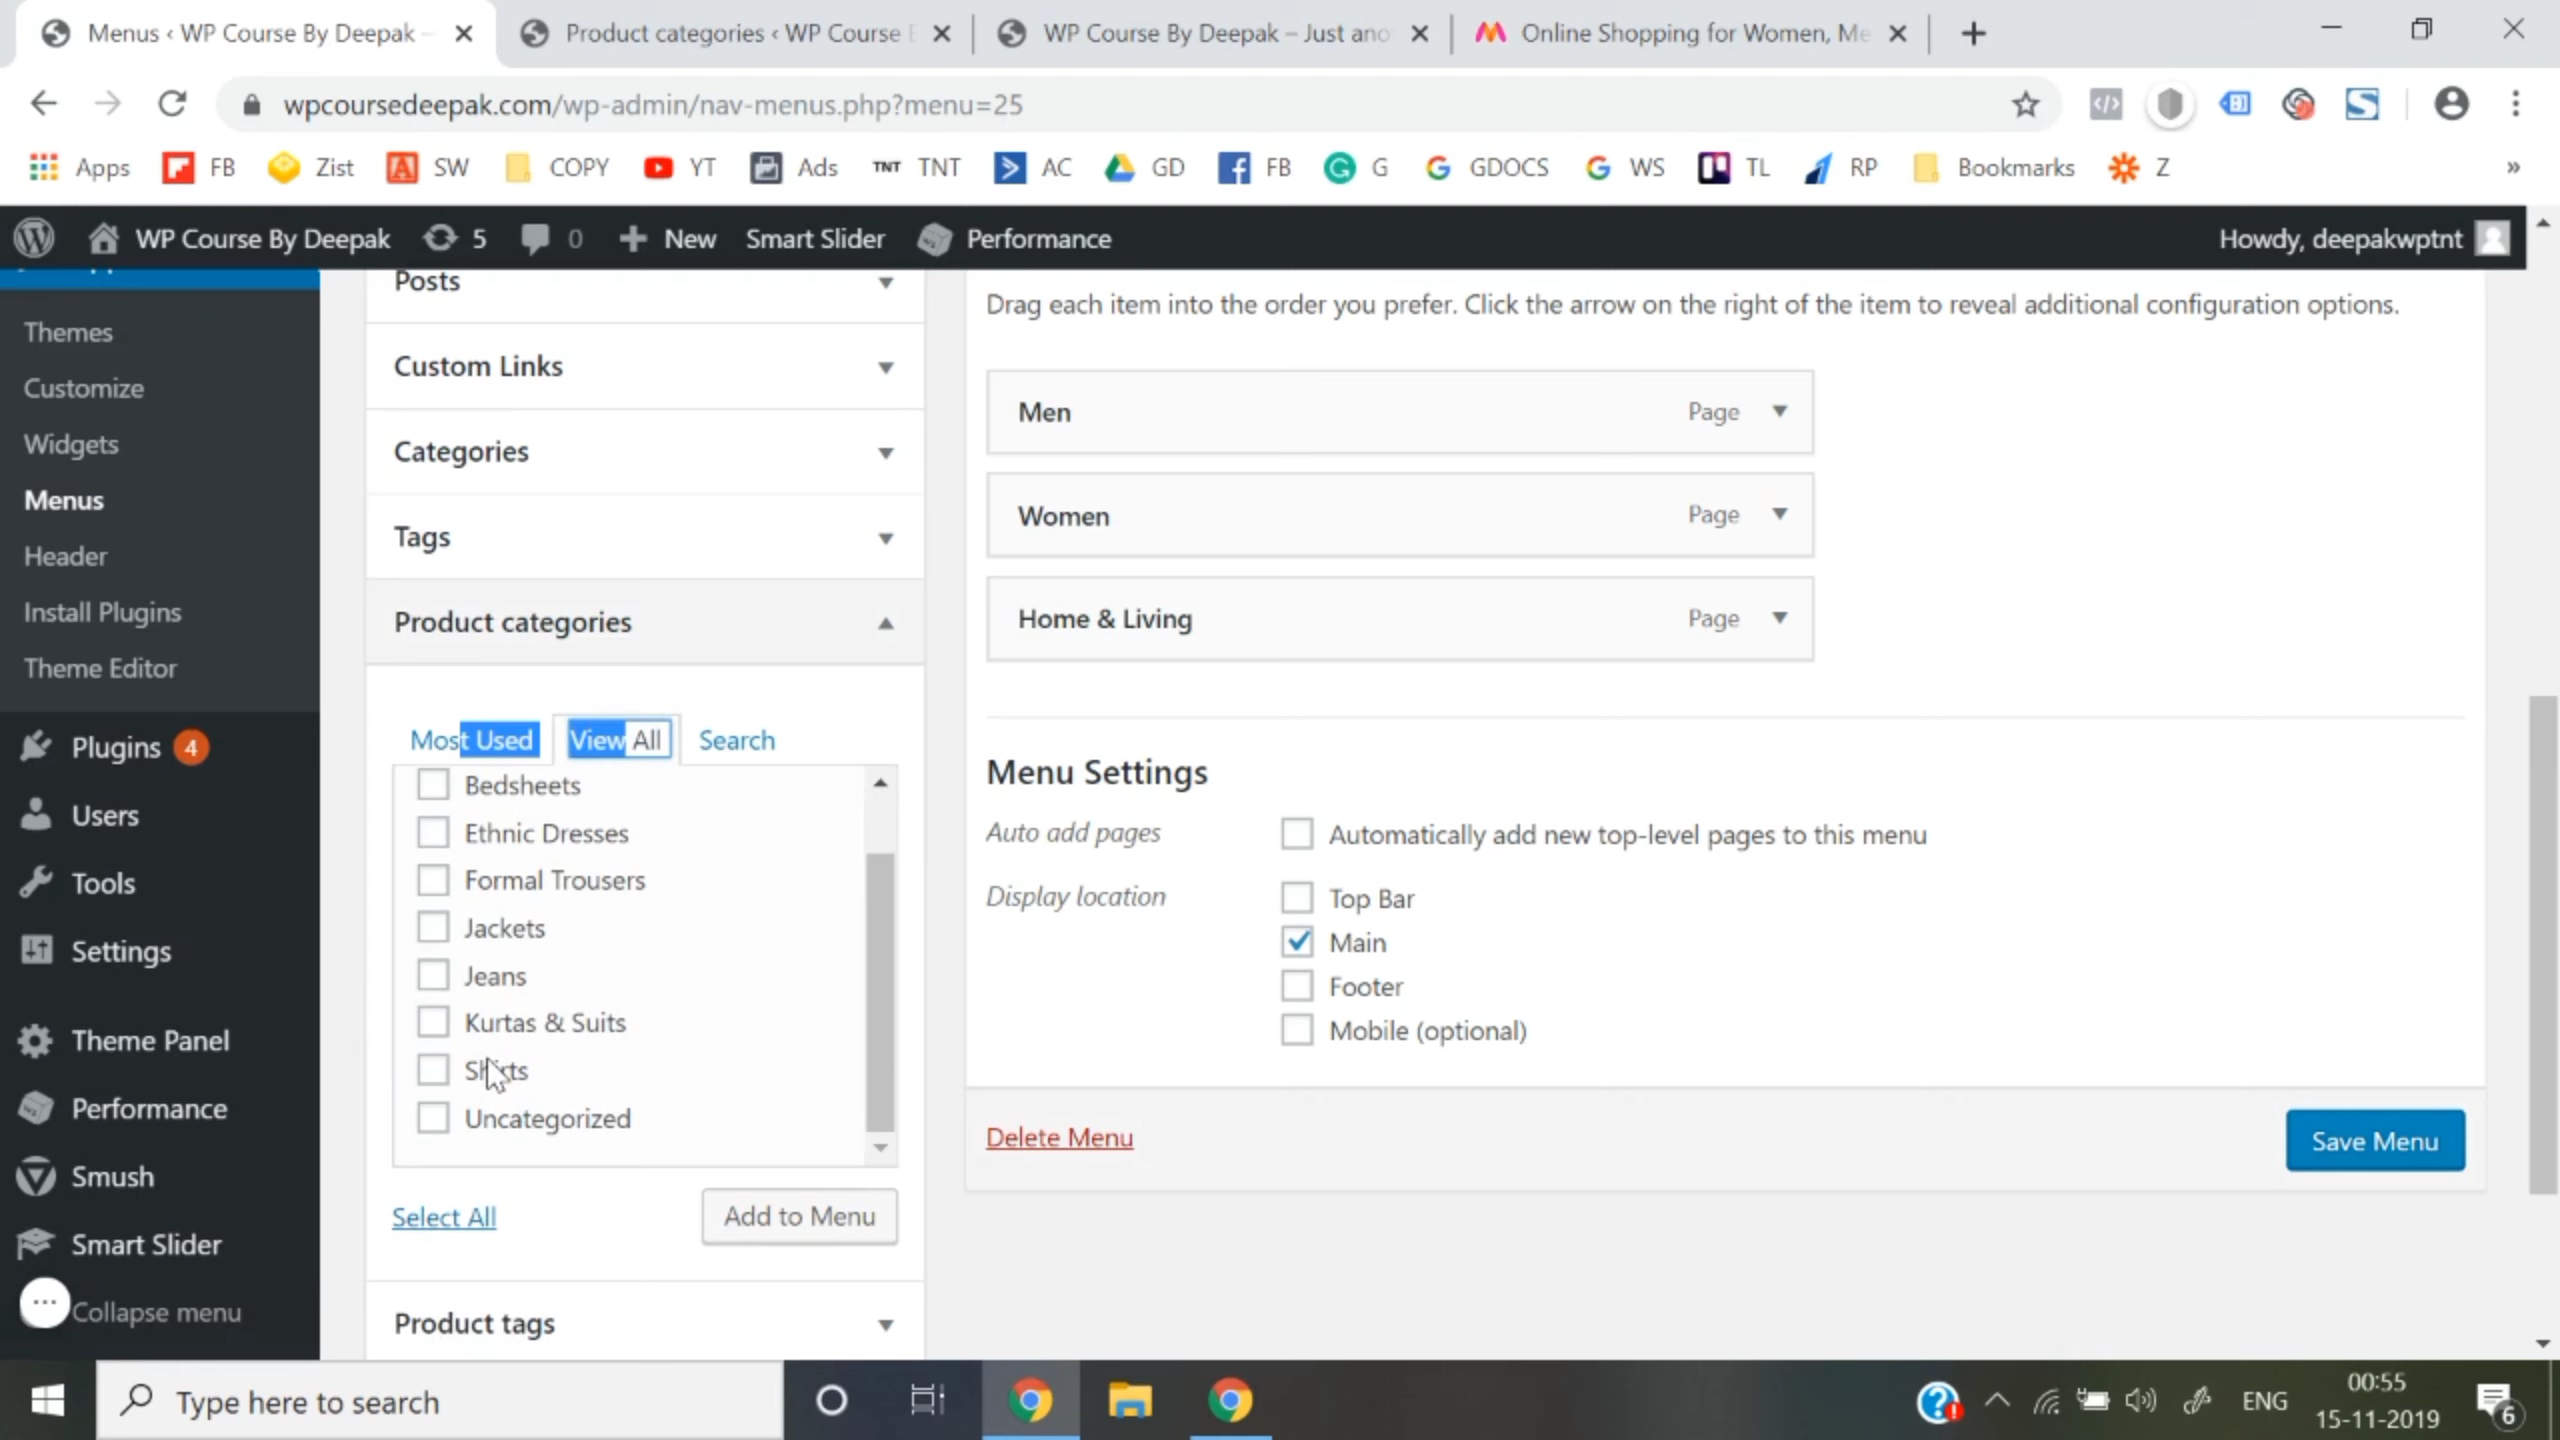 Menus ‹ WP Course By Deepak –
Product categories ‹ WP Course
WP Course By Deepak – Just ano
Online Shopping for Women, Me
wpcoursedeepak.com/wp-admin/nav-menus.php?menu=25
Apps FB Zist SW COPY YT Ads TNT TNT AC GD FB G GDOCS WS TL RP Bookmarks Z »
WP Course By Deepak 5 0 New Smart Slider Performance Howdy, deepakwptnt
Themes
Customize
Widgets
Menus
Header
Install Plugins
Theme Editor
Plugins 4
Users
Tools
Settings
Theme Panel
Performance
Smush
Smart Slider
Collapse menu
Posts
Custom Links
Categories
Tags
Product categories
Most Used View All Search
Bedsheets
Ethnic Dresses
Formal Trousers
Jackets
Jeans
Kurtas & Suits
Uncategorized
Select All Add to Menu
Product tags
Drag each item into the order you prefer. Click the arrow on the right of the item to reveal additional configuration options.
Men Page
Women Page
Home & Living Page
Menu Settings
Auto add pages Automatically add new top-level pages to this menu
Display location Top Bar
Main
Footer
Mobile (optional)
Delete Menu Save Menu
Type here to search
ENG
00:55
15-11-2019
6